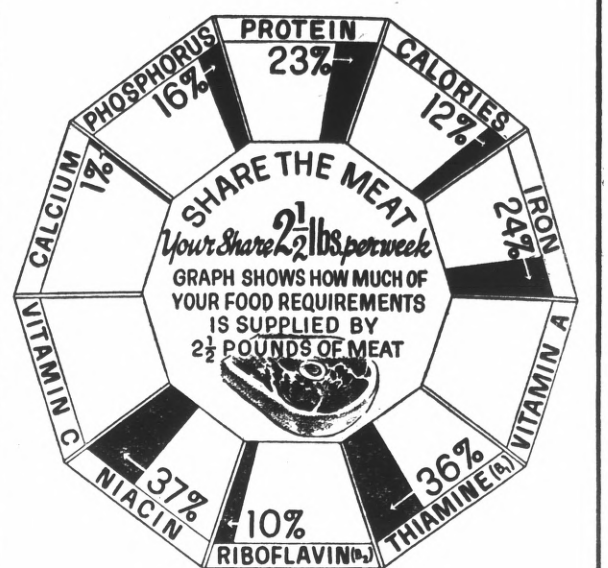 PROTEIN
23%
CALORIES
12%
IRON
24%
VITAMIN A
THIAMINE (B₁)
36%
RIBOFLAVIN (B₂)
10%
NIACIN
37%
VITAMIN C
CALCIUM
1%
PHOSPHORUS
16%
SHARE THE MEAT
Your Share 2½ lbs. per week
GRAPH SHOWS HOW MUCH OF
YOUR FOOD REQUIREMENTS
IS SUPPLIED BY
2½ POUNDS OF MEAT